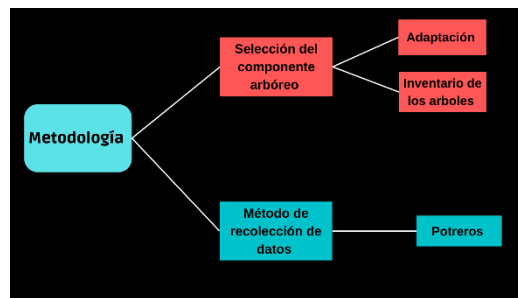 Metodología
Selección del
componente
arbóreo
Adaptación
Inventario de
los arboles
Método de
recolección de
datos
Potreros